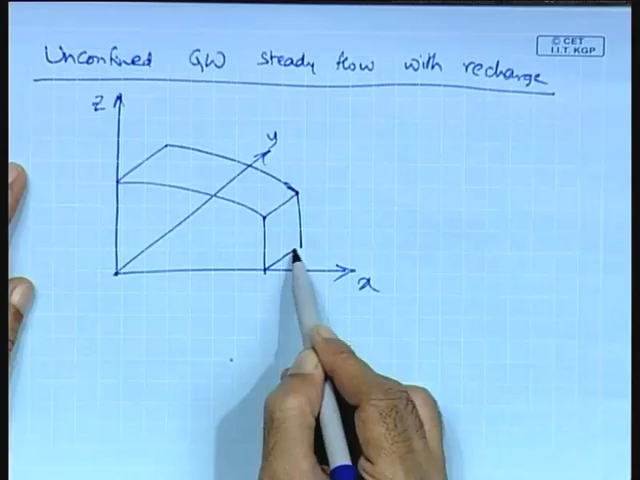 © CET
I.I.T. KGP
Unconfined GW steady flow with recharge
z
y
x